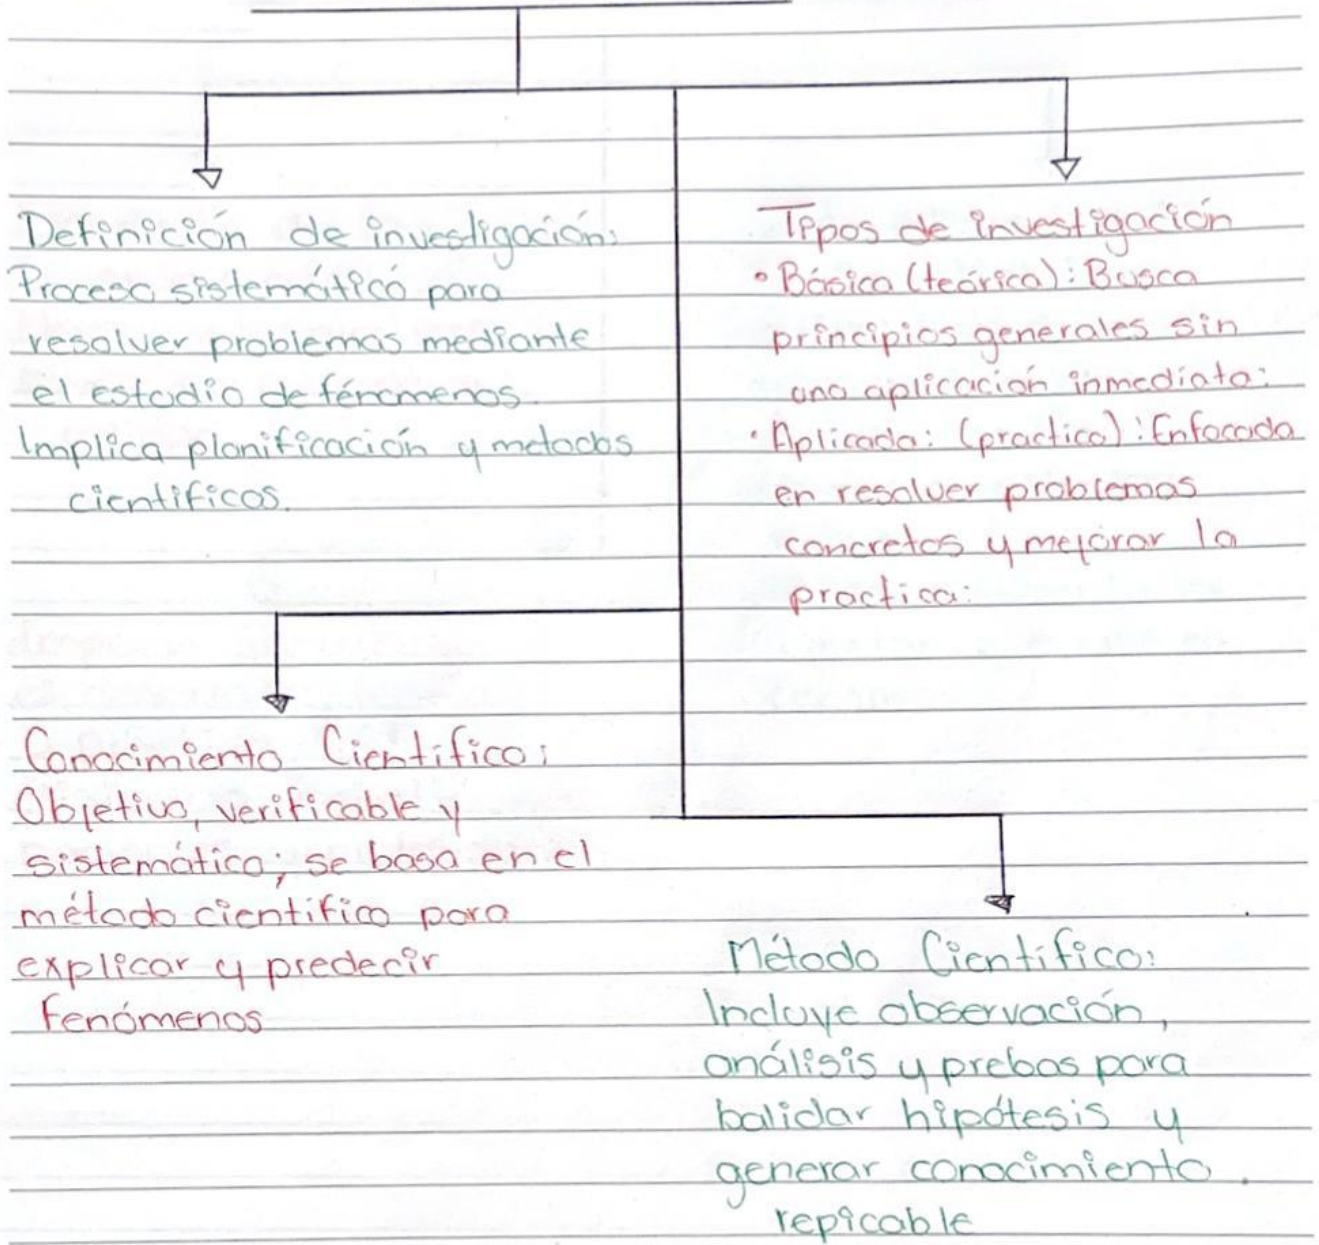 Definición de investigación:
Proceso sistemático para
resolver problemas mediante
el estudio de fénomenos.
Implica planificación y metodos
científicos.
Tipos de investigación
• Básica (teórica): Busca
principios generales sin
una aplicación inmediata:
• Aplicada: (practica): Enfocada
en resolver problemas
concretos y mejorar la
practica:
Conocimiento Científico:
Objetivo, verificable y
sistemático, se basa en el
método científico para
explicar y predecir
fenómenos
Método Científico:
Incluye observación,
análisis y prebas para
balidar hipótesis y
generar conocimiento.
repicable